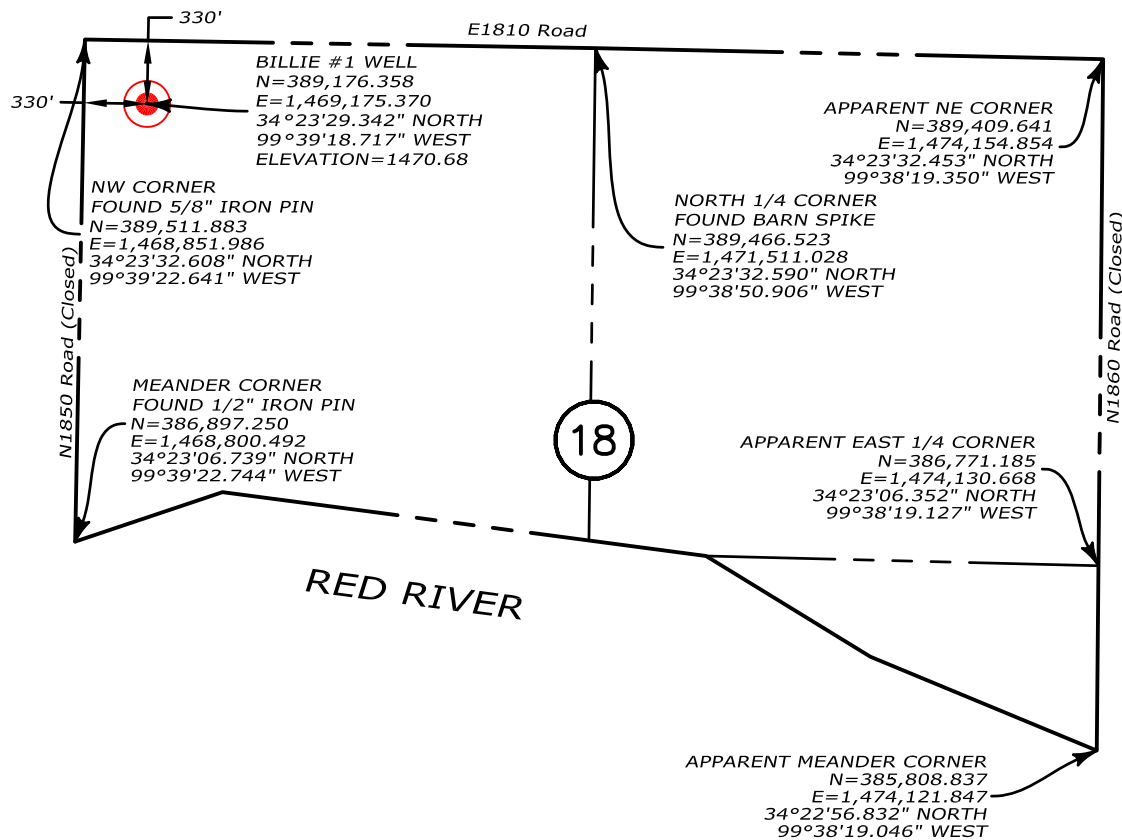 330'
E1810 Road
330'
BILLIE #1 WELL
N=389,176.358
E=1,469,175.370
34°23'29.342" NORTH
99°39'18.717" WEST
ELEVATION=1470.68
APPARENT NE CORNER
N=389,409.641
E=1,474,154.854
34°23'32.453" NORTH
99°38'19.350" WEST
NW CORNER
FOUND 5/8" IRON PIN
N=389,511.883
E=1,468,851.986
34°23'32.608" NORTH
99°39'22.641" WEST
NORTH 1/4 CORNER
FOUND BARN SPIKE
N=389,466.523
E=1,471,511.028
34°23'32.590" NORTH
99°38'50.906" WEST
N1850 Road (Closed)
N1860 Road (Closed)
MEANDER CORNER
FOUND 1/2" IRON PIN
N=386,897.250
E=1,468,800.492
34°23'06.739" NORTH
99°39'22.744" WEST
18
APPARENT EAST 1/4 CORNER
N=386,771.185
E=1,474,130.668
34°23'06.352" NORTH
99°38'19.127" WEST
RED RIVER
APPARENT MEANDER CORNER
N=385,808.837
E=1,474,121.847
34°22'56.832" NORTH
99°38'19.046" WEST